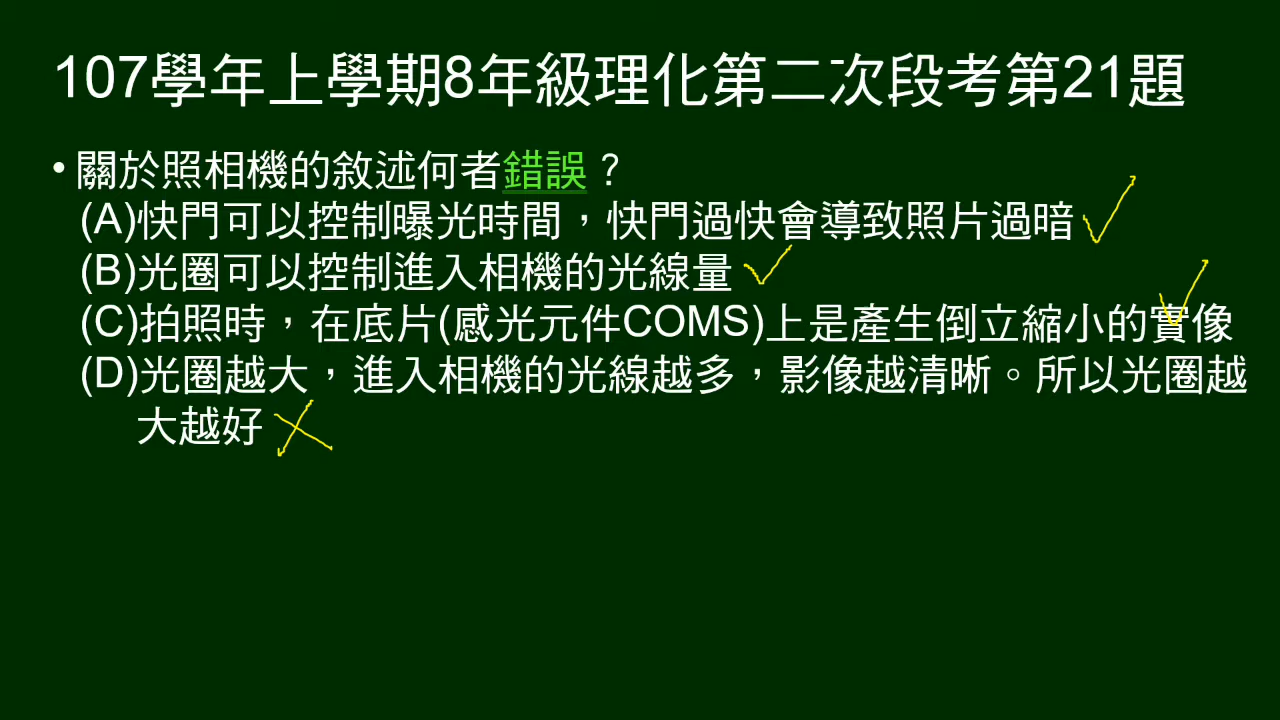 107學年上學期8年級理化第二次段考第21題
•關於照相機的敘述何者錯誤？
(A)快門可以控制曝光時間，快門過快會導致照片過暗
(B)光圈可以控制進入相機的光線量
(C)拍照時，在底片(感光元件COMS)上是產生倒立縮小的實像
(D)光圈越大，進入相機的光線越多，影像越清晰。所以光圈越
大越好